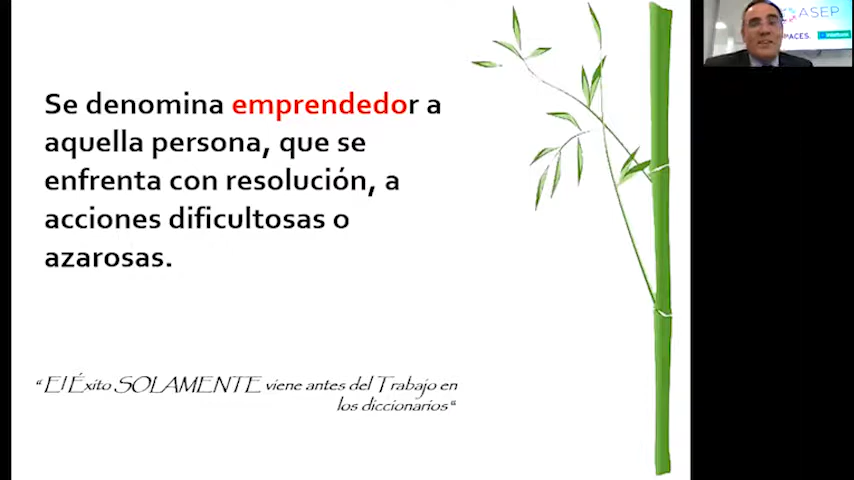 Se denomina emprendedor a
aquella persona, que se
enfrenta con resolución, a
acciones dificultosas o
azarosas.
“ El Éxito SOLAMENTE viene antes del Trabajo en
los diccionarios“
ASEP